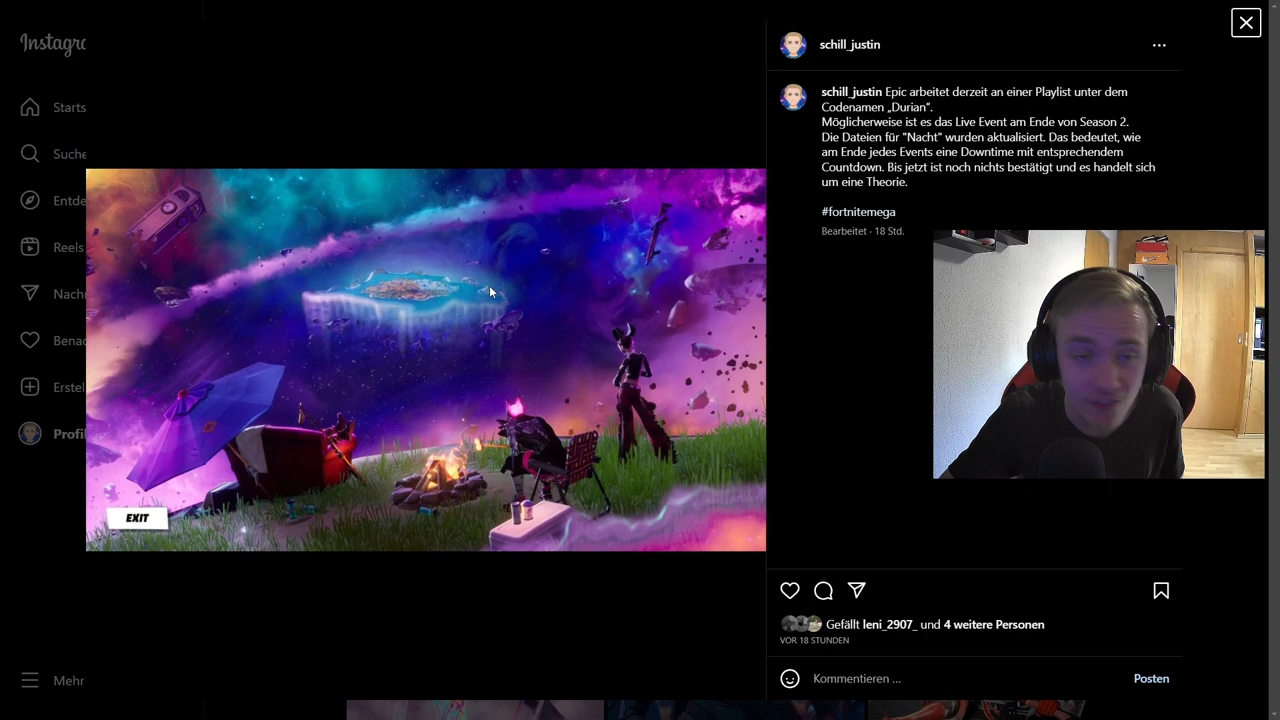 Instagr
Starts
Suche
Entde
Reels
Nachr
Benac
Erstel
Profil
Mehr
EXIT
schill_justin
schill_justin Epic arbeitet derzeit an einer Playlist unter dem
Codenamen „Durian“.
Möglicherweise ist es das Live Event am Ende von Season 2.
Die Dateien für "Nacht" wurden aktualisiert. Das bedeutet, wie
am Ende jedes Events eine Downtime mit entsprechendem
Countdown. Bis jetzt ist noch nichts bestätigt und es handelt sich
um eine Theorie.
#fortnitemega
Bearbeitet · 18 Std.
Gefällt leni_2907_ und 4 weitere Personen
VOR 18 STUNDEN
Kommentieren ...
Posten